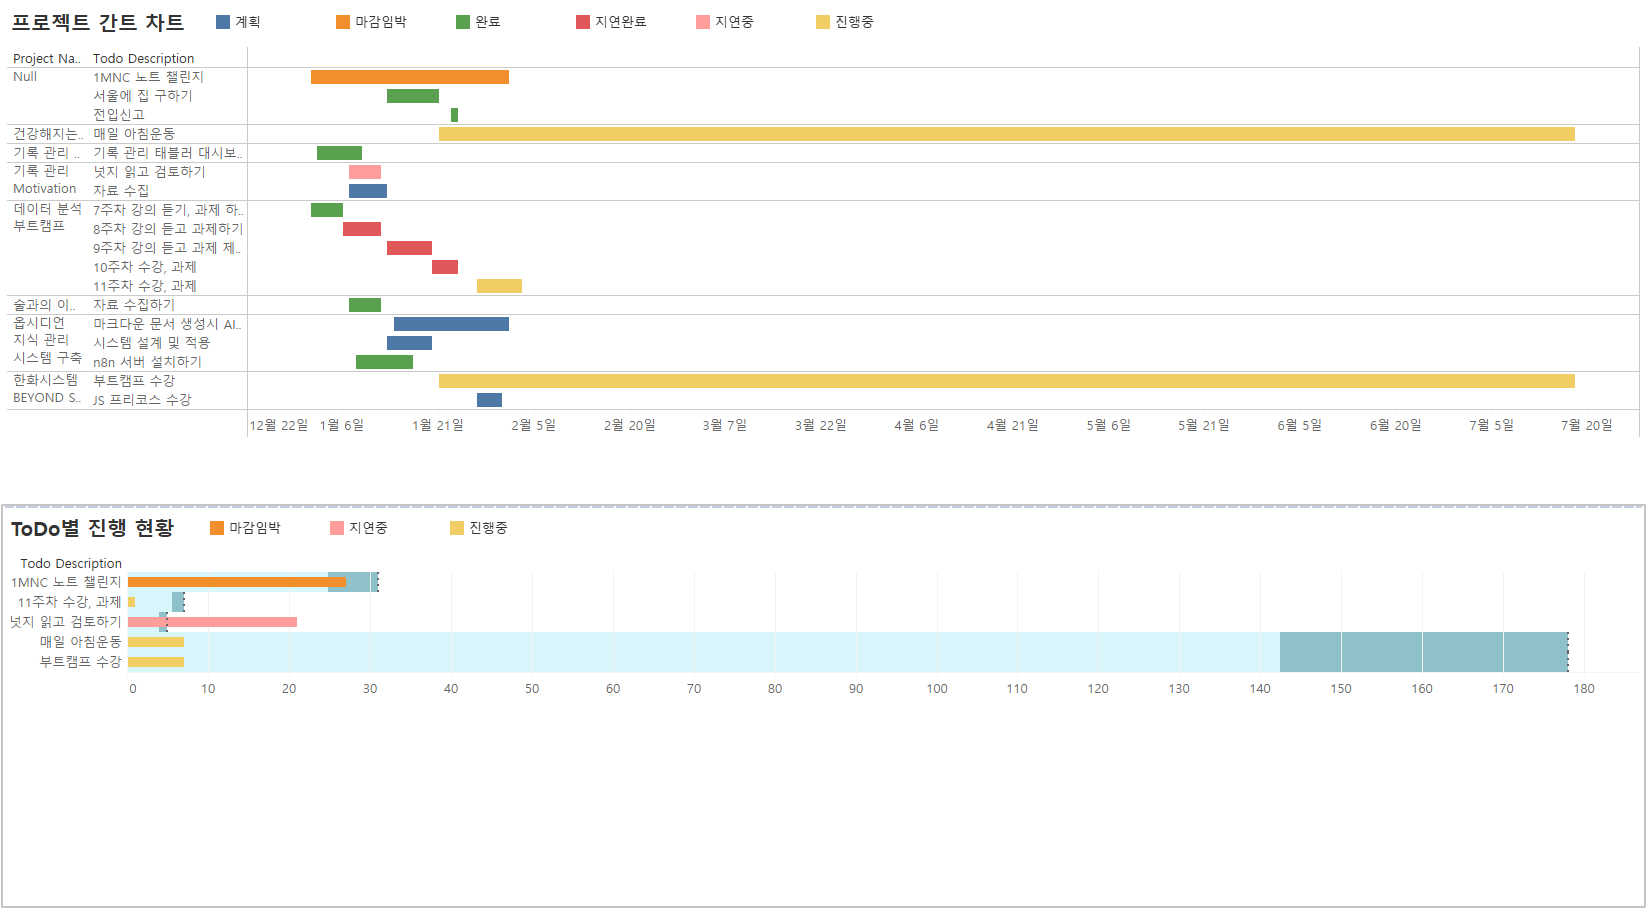 프로젝트 간트 차트
계획 마감임박 완료 지연완료 지연중 진행중
Project Na.. Todo Description
Null 1MNC 노트 챌린지
서울에 집 구하기
전입신고
건강해지는.. 매일 아침운동
기록 관리 .. 기록 관리 태블러 대시보..
기록 관리 넛지 읽고 검토하기
Motivation 자료 수집
데이터 분석 7주차 강의 듣기, 과제 하..
부트캠프 8주차 강의 듣고 과제하기
9주차 강의 듣고 과제 제..
10주차 수강, 과제
11주차 수강, 과제
술과의 이.. 자료 수집하기
옵시디언 마크다운 문서 생성시 AI..
지식 관리 시스템 설계 및 적용
시스템 구축 n8n 서버 설치하기
한화시스템 부트캠프 수강
BEYOND S.. JS 프리코스 수강
12월 22일 1월 6일 1월 21일 2월 5일 2월 20일 3월 7일 3월 22일 4월 6일 4월 21일 5월 6일 5월 21일 6월 5일 6월 20일 7월 5일 7월 20일
ToDo별 진행 현황
마감임박 지연중 진행중
Todo Description
1MNC 노트 챌린지
11주차 수강, 과제
넛지 읽고 검토하기
매일 아침운동
부트캠프 수강
0 10 20 30 40 50 60 70 80 90 100 110 120 130 140 150 160 170 180